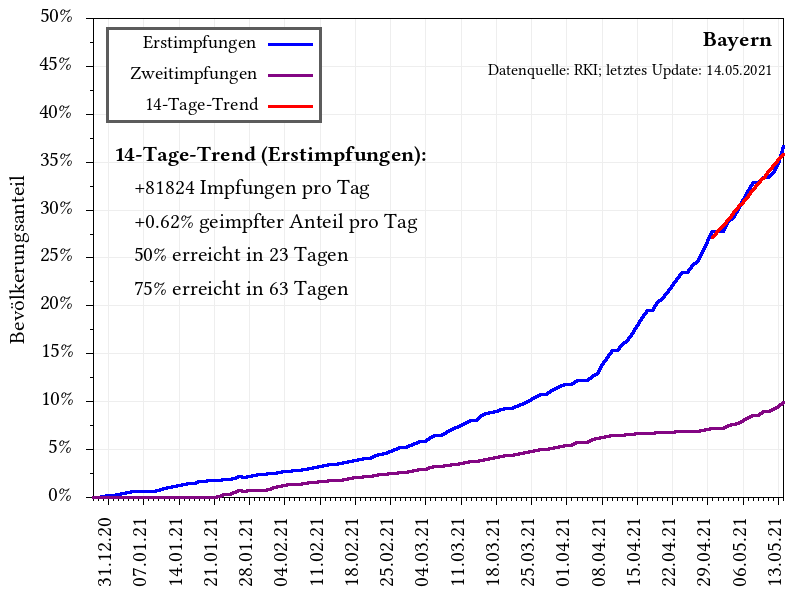 50%
45%
40%
35%
30%
25%
20%
15%
10%
5%
0%
Bevölkerungsanteil
Erstimpfungen
Zweitimpfungen
14-Tage-Trend
Bayern
Datenquelle: RKI; letztes Update: 14.05.2021
14-Tage-Trend (Erstimpfungen):
+81824 Impfungen pro Tag
+0.62% geimpfter Anteil pro Tag
50% erreicht in 23 Tagen
75% erreicht in 63 Tagen
31.12.20
07.01.21
14.01.21
21.01.21
28.01.21
04.02.21
11.02.21
18.02.21
25.02.21
04.03.21
11.03.21
18.03.21
25.03.21
01.04.21
08.04.21
15.04.21
22.04.21
29.04.21
06.05.21
13.05.21